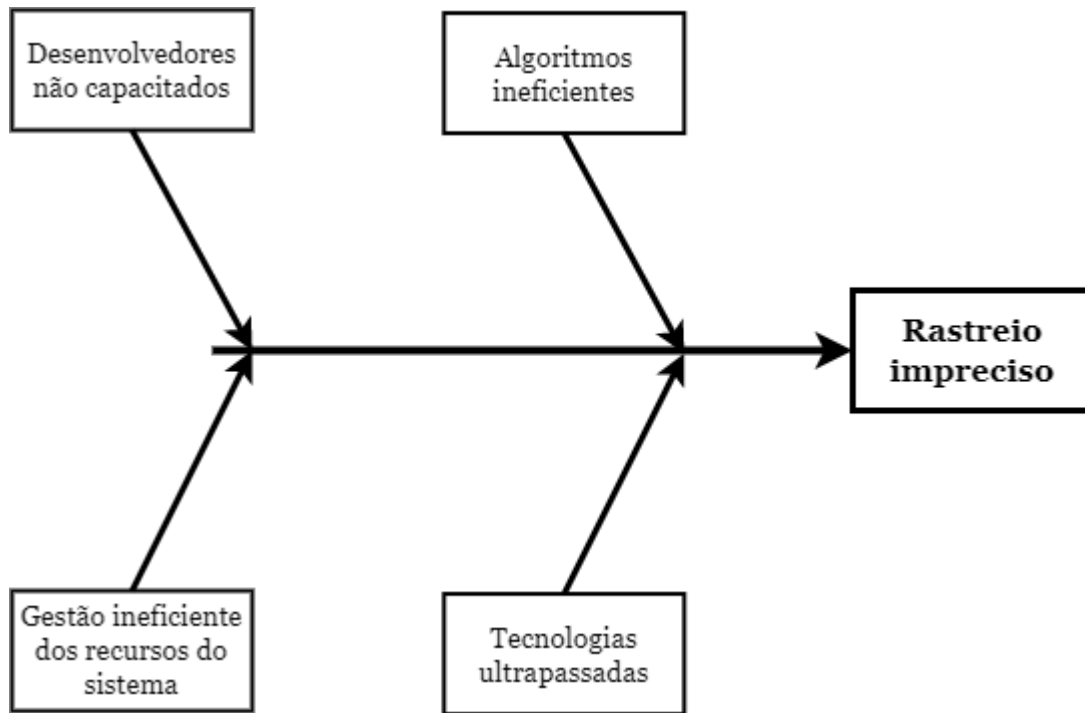 Desenvolvedores
não capacitados
Algoritmos
ineficientes
Rastreio
impreciso
Gestão ineficiente
dos recursos do
sistema
Tecnologias
ultrapassadas